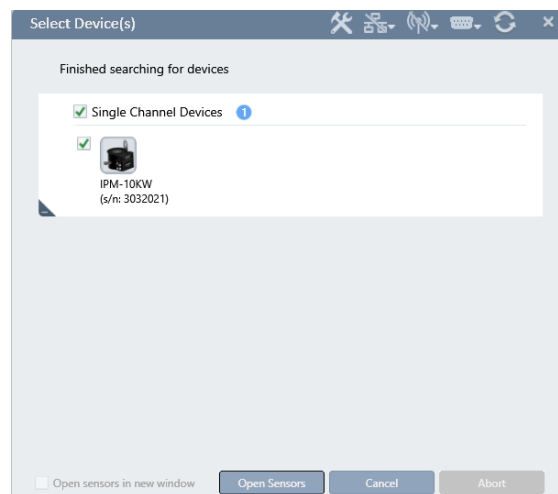 Select Device(s)
Finished searching for devices
Single Channel Devices 1
IPM-10KW
(s/n: 3032021)
Open sensors in new window
Open Sensors
Cancel
Abort